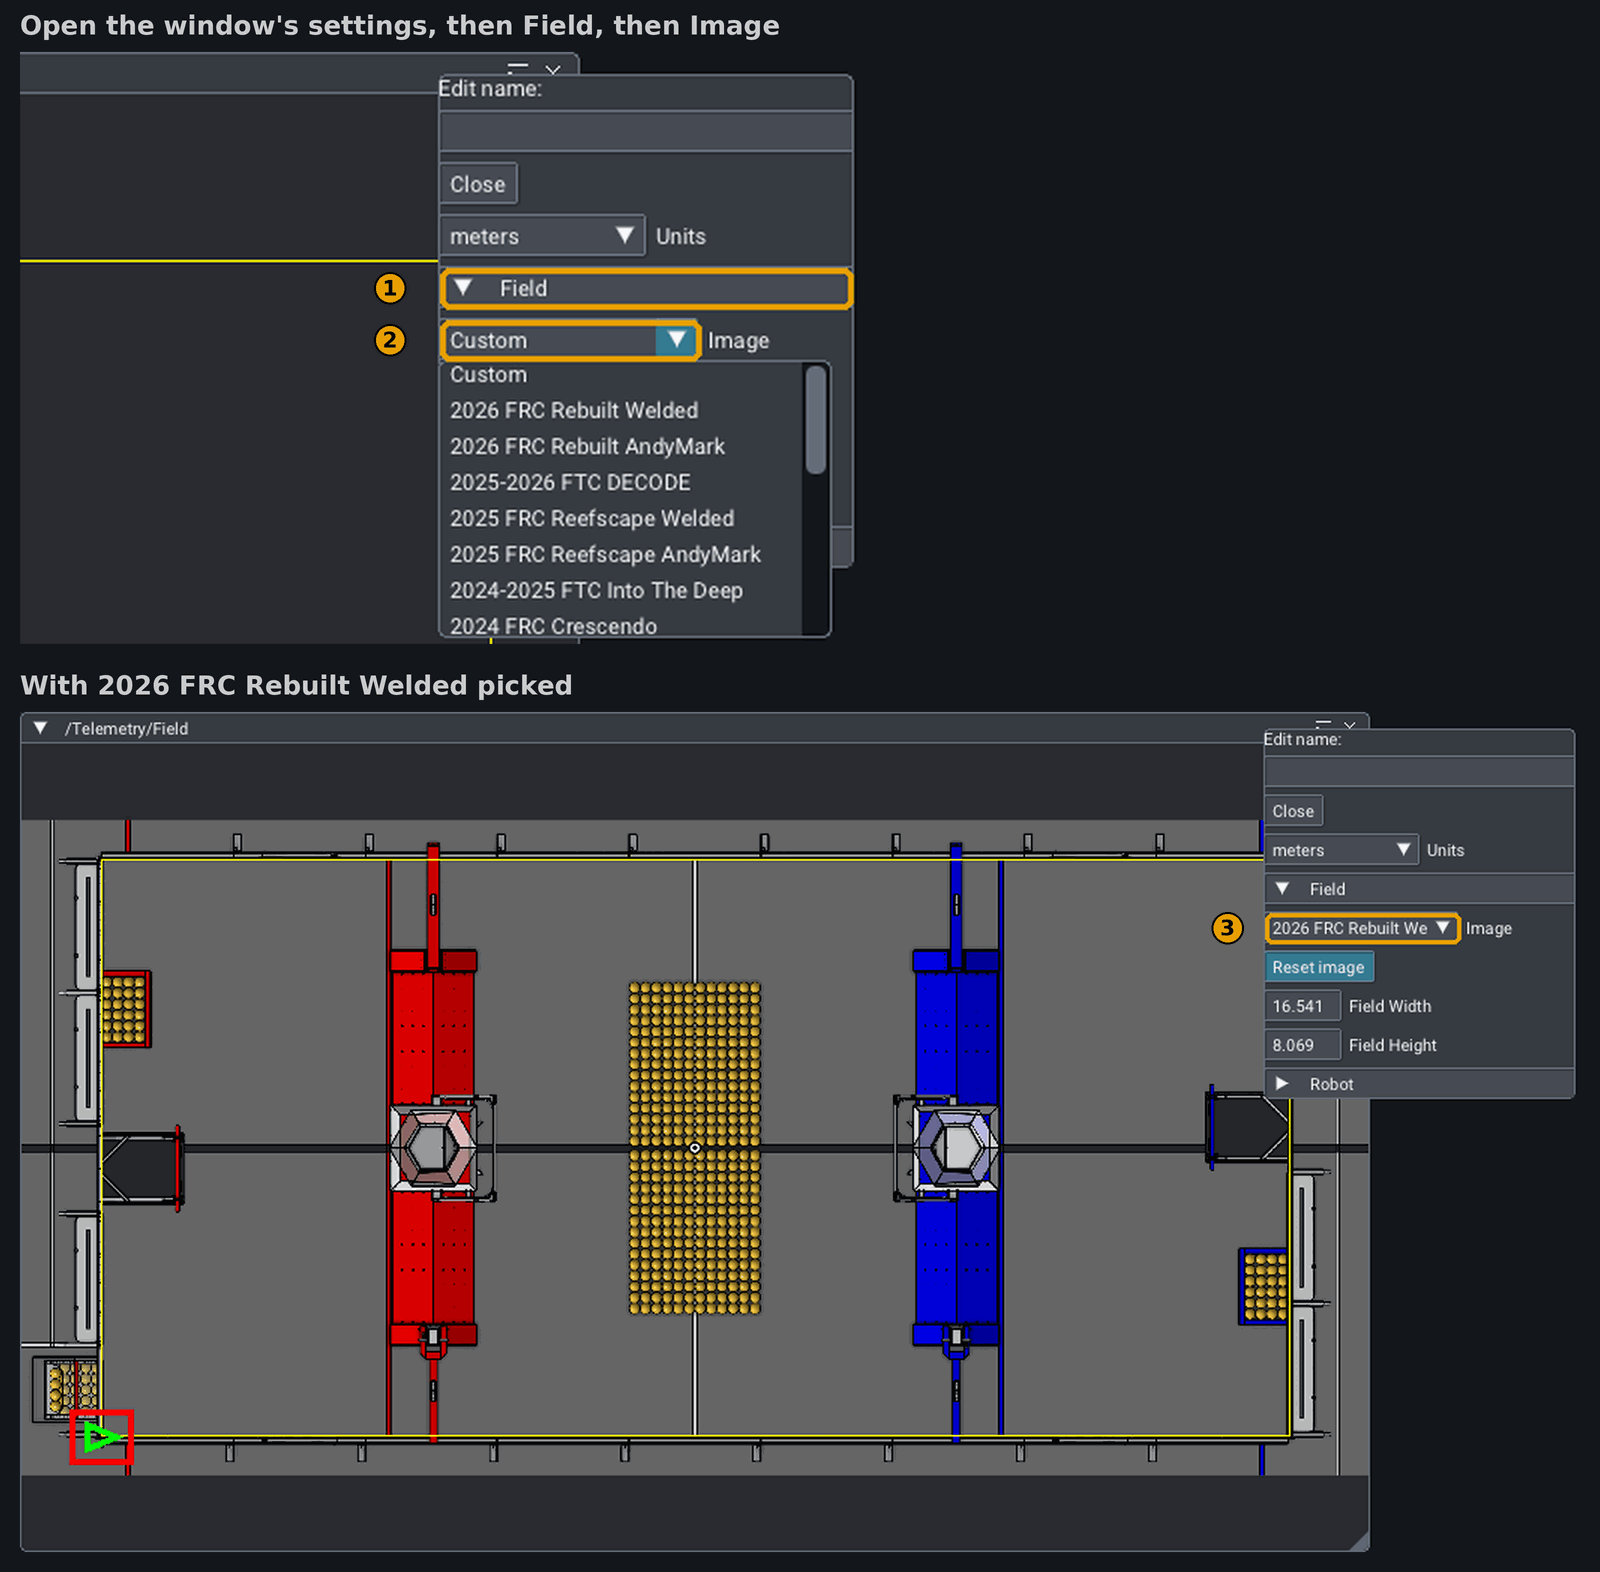 Open the window's settings, then Field, then Image
Edit name:
Close
meters
Units
1
Field
2
Custom
Image
Custom
2026 FRC Rebuilt Welded
2026 FRC Rebuilt AndyMark
2025-2026 FTC DECODE
2025 FRC Reefscape Welded
2025 FRC Reefscape AndyMark
2024-2025 FTC Into The Deep
2024 FRC Crescendo
With 2026 FRC Rebuilt Welded picked
/Telemetry/Field
Edit name:
Close
meters
Units
Field
3
2026 FRC Rebuilt We
Image
Reset image
16.541
Field Width
8.069
Field Height
Robot